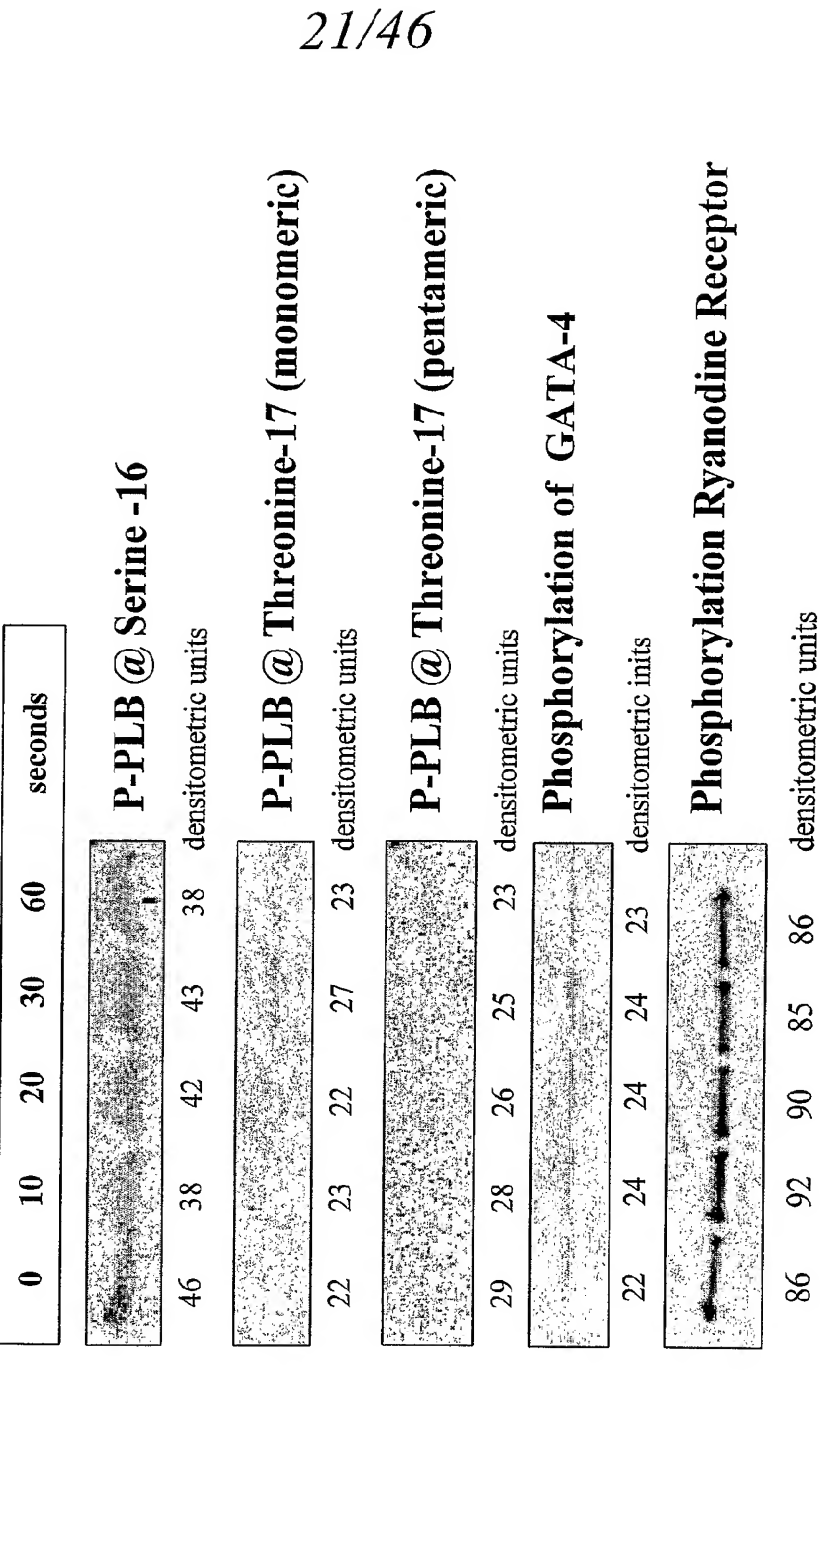 21/46
0 10 20 30 60 seconds
P-PLB @ Serine -16
46 38 42 43 38 densitometric units
P-PLB @ Threonine-17 (monomeric)
22 23 22 27 23 densitometric units
P-PLB @ Threonine-17 (pentameric)
29 28 26 25 23 densitometric units
Phosphorylation of GATA-4
22 24 24 24 23 densitometric inits
Phosphorylation Ryanodine Receptor
86 92 90 85 86 densitometric units